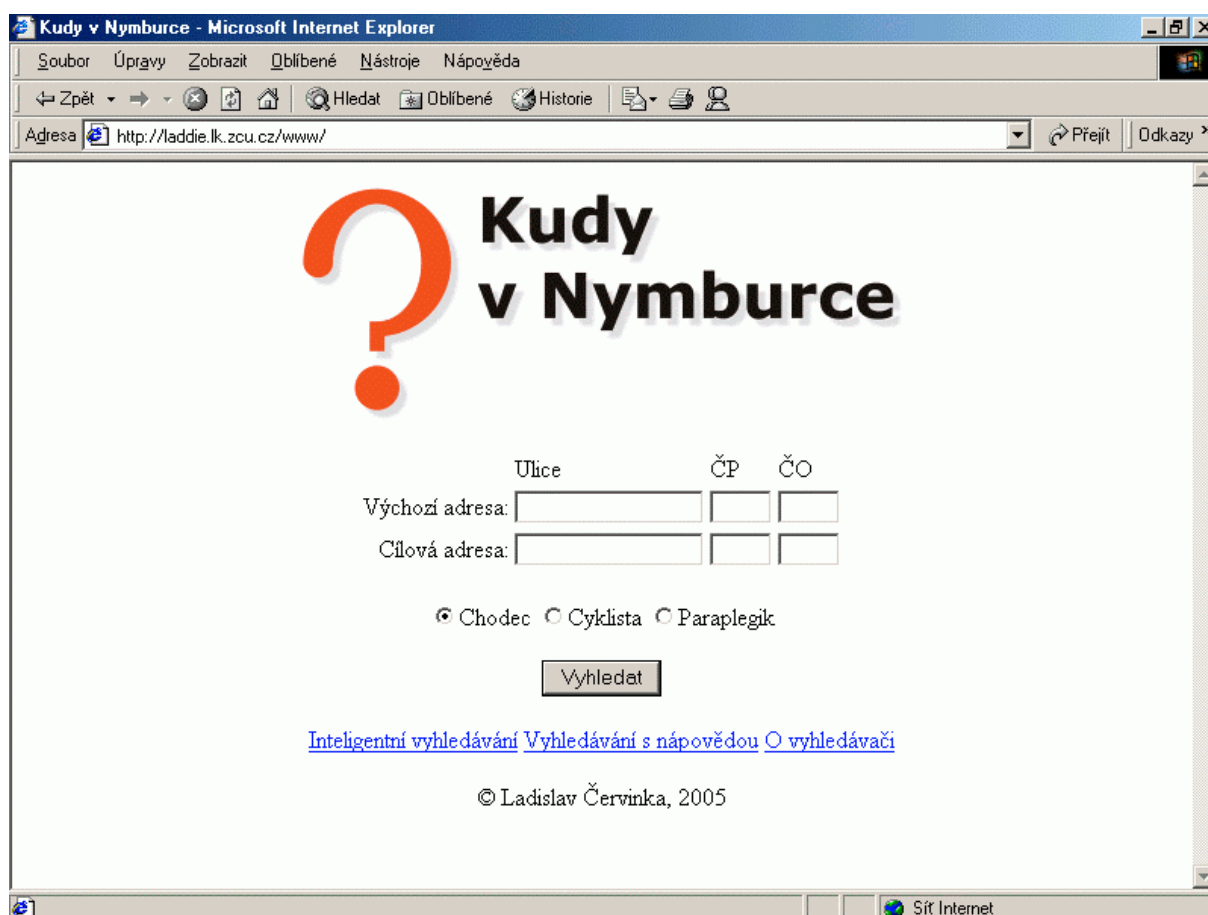 Kudy v Nymburce - Microsoft Internet Explorer
Soubor Úpravy Zobrazit Oblíbené Nástroje Nápověda
Zpět Hledat Oblíbené Historie
Adresa http://laddie.lk.zcu.cz/www/ Přejít Odkazy
? Kudy
v Nymburce
Ulice ČP ČO
Výchozí adresa:
Cílová adresa:
Chodec Cyklista Paraplegik
Vyhledat
Inteligentní vyhledávání Vyhledávání s nápovědou O vyhledávači
© Ladislav Červinka, 2005
Síť Internet